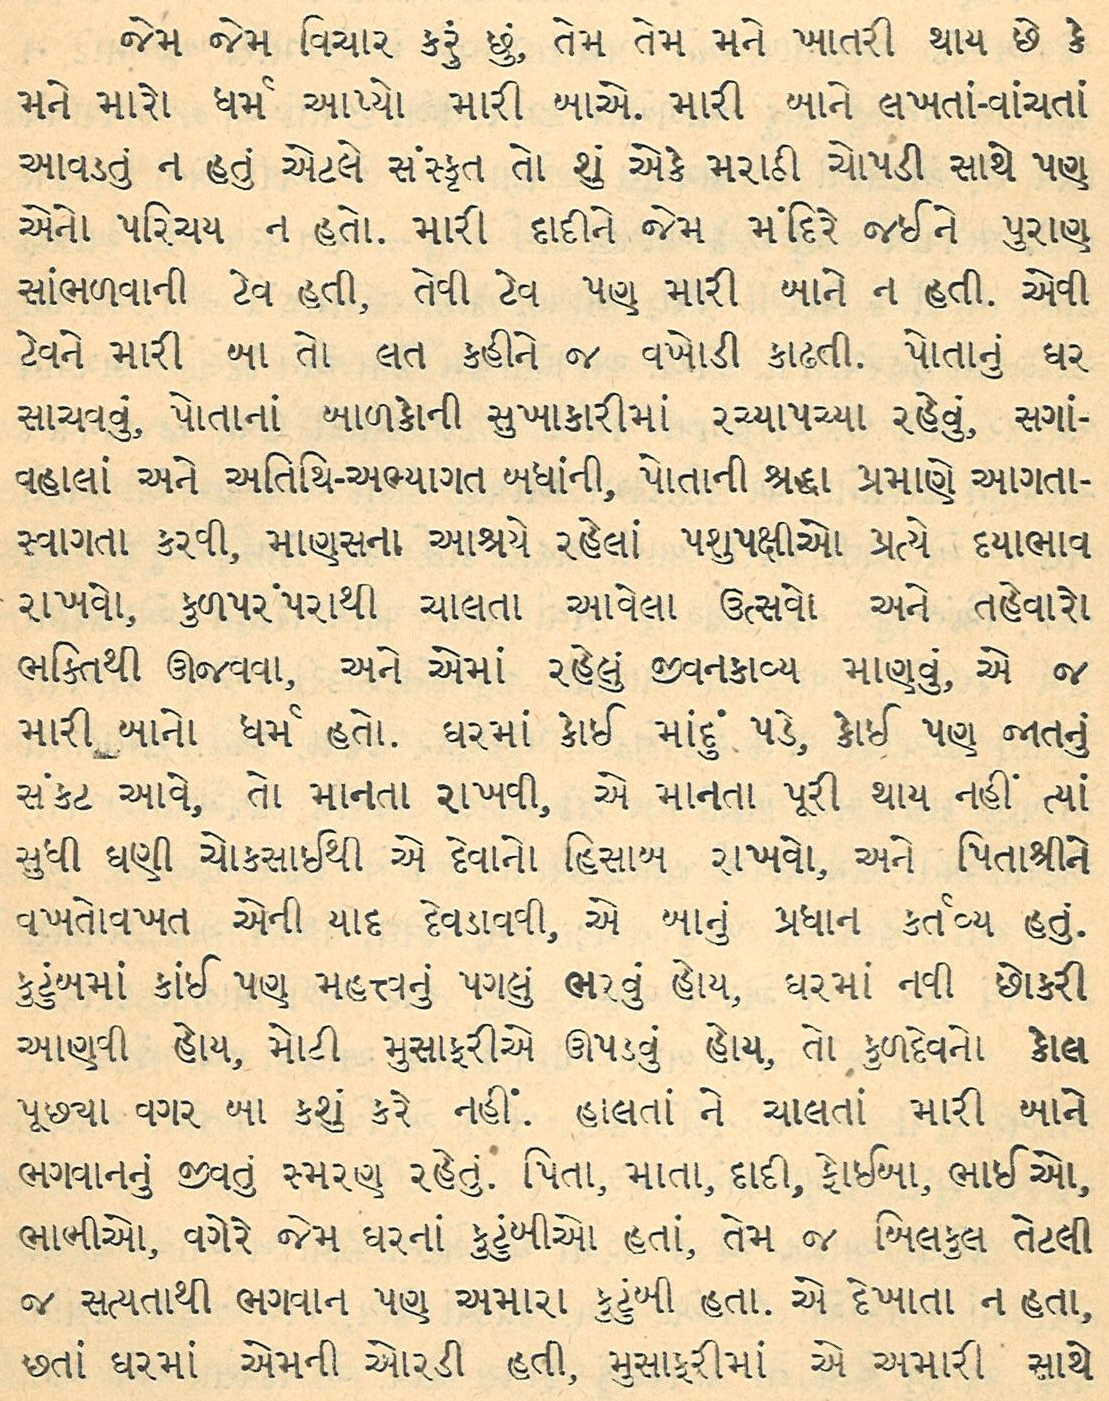 જેમ જેમ વિચાર કરું છું, તેમ તેમ મને ખાતરી થાય છે કે
મને મારો ધર્મ આપ્યો મારી બાએ. મારી બાને લખતાં-વાંચતાં
આવડતું ન હતું એટલે સંસ્કૃત તો શું એકે મરાઠી ચોપડી સાથે પણ
એનો પરિચય ન હતો. મારી દાદીને જેમ મંદિરે જઈને પુરાણ
સાંભળવાની ટેવ હતી, તેવી ટેવ પણ મારી બાને ન હતી. એવી
ટેવને મારી બા તો લત કહીને જ વખોડી કાઢતી. પોતાનું ઘર
સાચવવું, પોતાનાં બાળકોની સુખાકારીમાં રચ્યાપચ્યા રહેવું, સગાં-
વહાલાં અને અતિથિ-અભ્યાગત બધાંની, પોતાની શ્રદ્ધા પ્રમાણે આગતા-
સ્વાગતા કરવી, માણસના આશ્રયે રહેલાં પશુપક્ષીઓ પ્રત્યે દયાભાવ
રાખવો, કુળપરંપરાથી ચાલતા આવેલા ઉત્સવો અને તહેવારો
ભક્તિથી ઊજવવા, અને એમાં રહેલું જીવનકાવ્ય માણવું, એ જ
મારી બાનો ધર્મ હતો. ઘરમાં કોઈ માંદું પડે, કોઈ પણ જાતનું
સંકટ આવે, તો માનતા રાખવી, એ માનતા પૂરી થાય નહીં ત્યાં
સુધી ઘણી ચોકસાઈથી એ દેવાનો હિસાબ રાખવો, અને પિતાશ્રીને
વખતોવખત એની યાદ દેવડાવવી, એ બાનું પ્રધાન કર્તવ્ય હતું.
કુટુંબમાં કાંઈ પણ મહત્ત્વનું પગલું ભરવું હોય, ઘરમાં નવી છોકરી
આણવી હોય, મોટી મુસાફરીએ ઊપડવું હોય, તો કુળદેવનો કોલ
પૂછ્યા વગર બા કશું કરે નહીં. હાલતાં ને ચાલતાં મારી બાને
ભગવાનનું જીવતું સ્મરણ રહેતું. પિતા, માતા, દાદી, ફોઈબા, ભાઈઓ,
ભાભીઓ, વગેરે જેમ ઘરનાં કુટુંબીઓ હતાં, તેમ જ બિલકુલ તેટલી
જ સત્યતાથી ભગવાન પણ અમારા કુટુંબી હતા. એ દેખાતા ન હતા,
છતાં ઘરમાં એમની ઓરડી હતી, મુસાફરીમાં એ અમારી સાથે